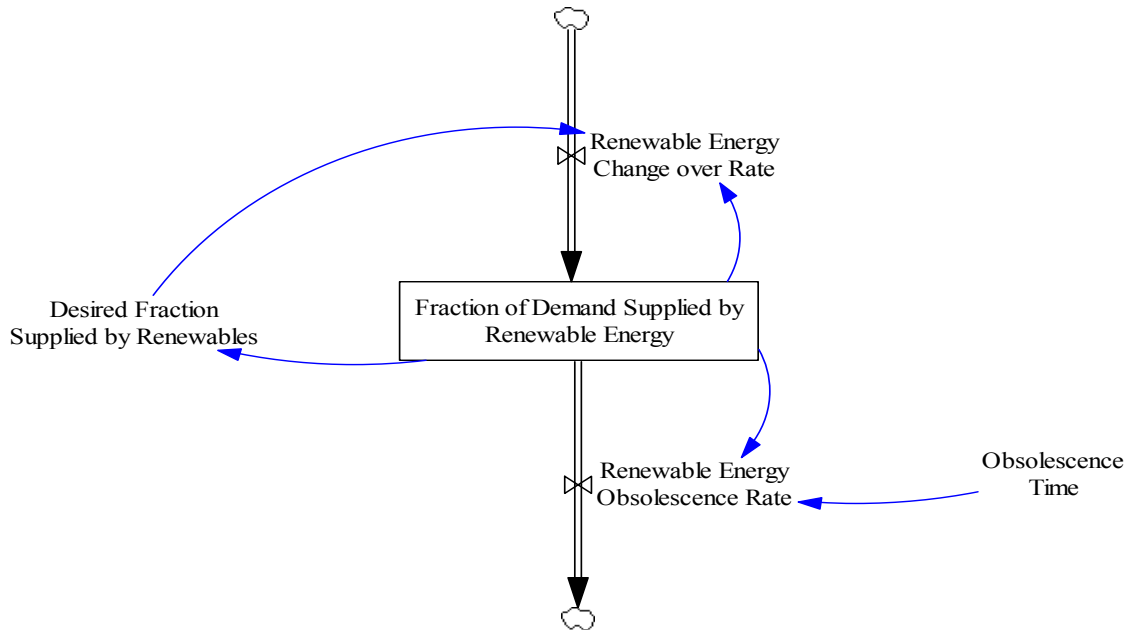 Renewable Energy
Change over Rate
Desired Fraction
Supplied by Renewables
Fraction of Demand Supplied by
Renewable Energy
Renewable Energy
Obsolescence Rate
Obsolescence
Time